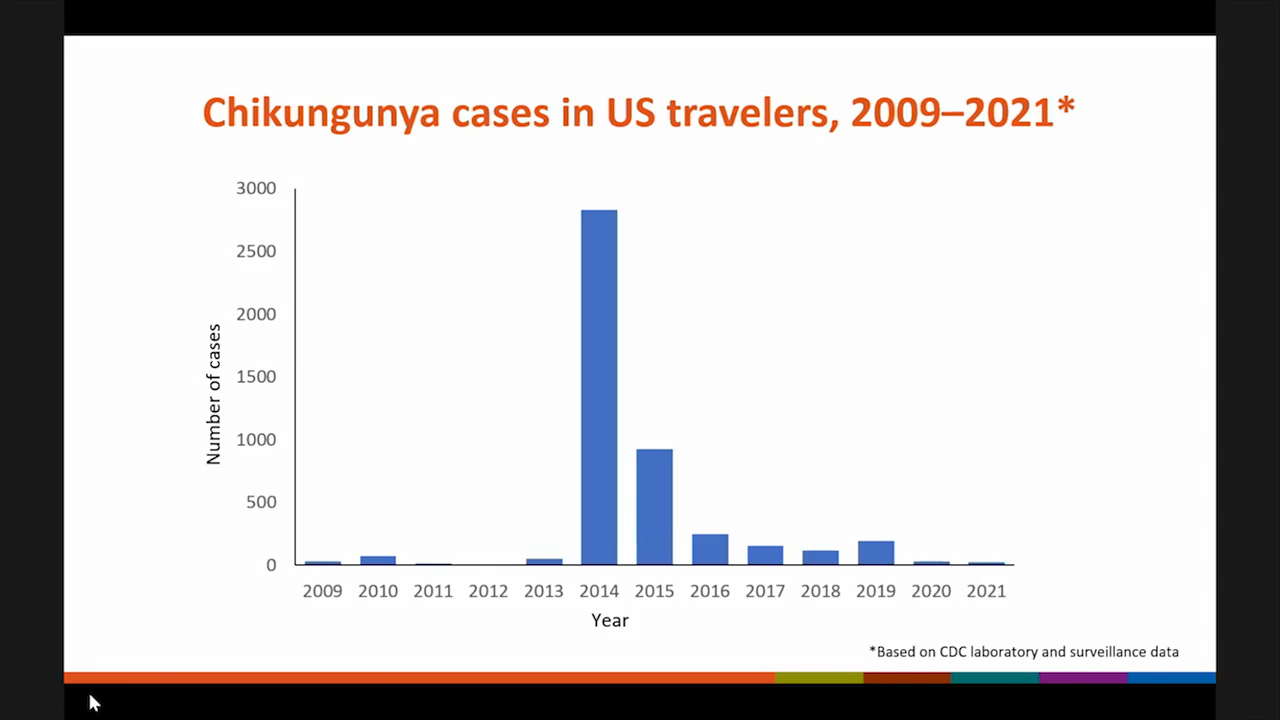 Chikungunya cases in US travelers, 2009–2021*
3000
2500
2000
1500
1000
500
0
Number of cases
2009 2010 2011 2012 2013 2014 2015 2016 2017 2018 2019 2020 2021
Year
*Based on CDC laboratory and surveillance data